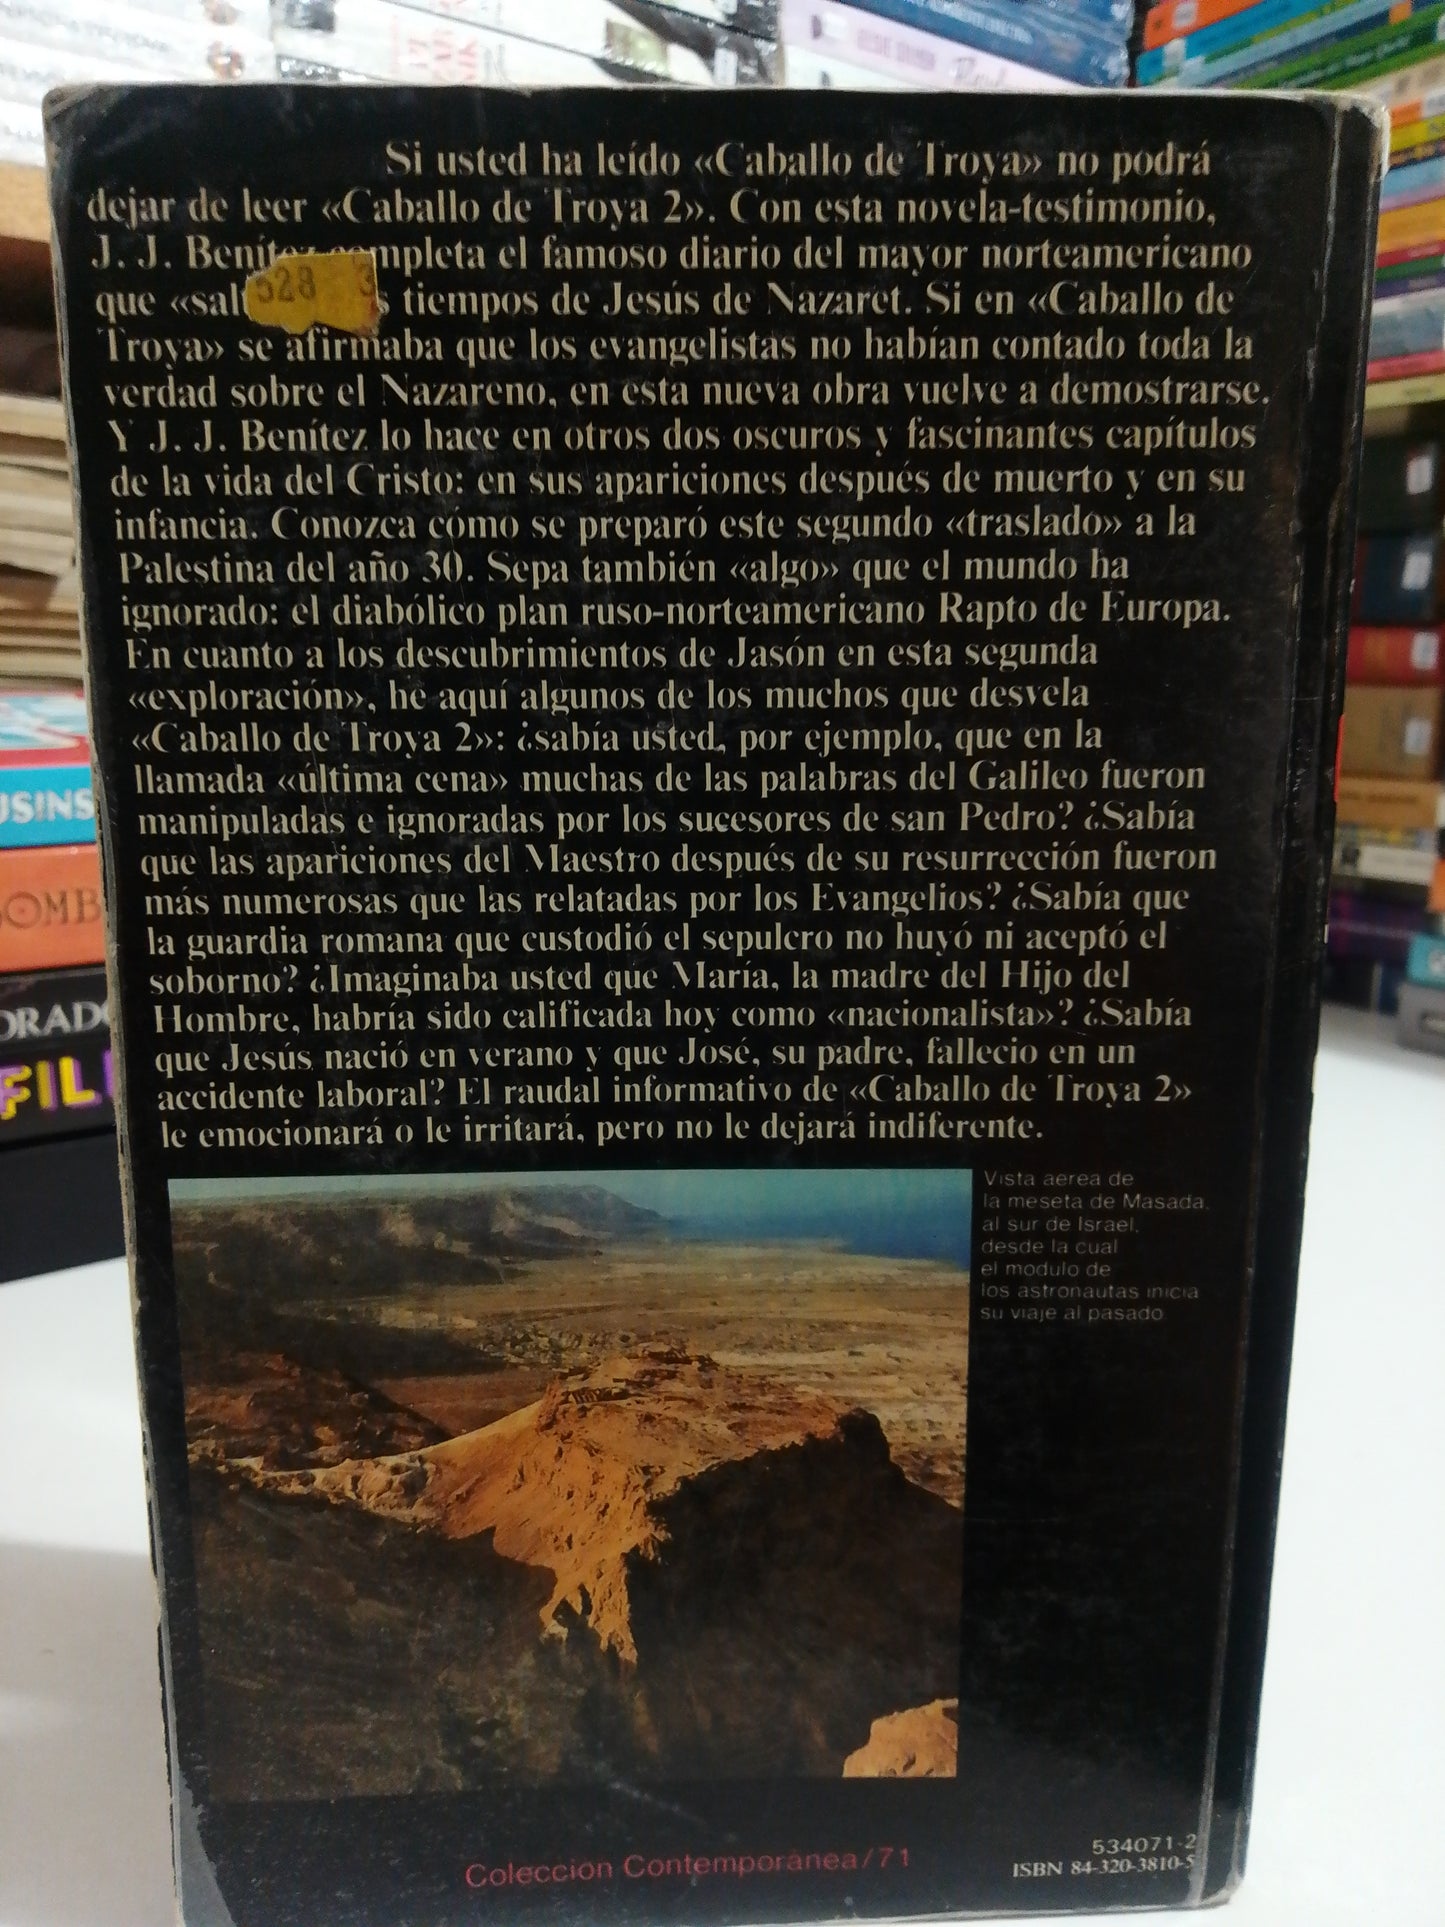 Si usted ha leído «Caballo de Troya» no podrá
dejar de leer «Caballo de Troya 2». Con esta novela-testimonio,
J. J. Benítez completa el famoso diario del mayor norteamericano
que tiempos de Jesús de Nazaret. Si en «Caballo de
528 3
Troya» se afirmaba que los evangelistas no habían contado toda la
verdad sobre el Nazareno, en esta nueva obra vuelve a demostrarse.
Y J. J. Benítez lo hace en otros dos oscuros y fascinantes capítulos
de la vida del Cristo: en sus apariciones después de muerto y en su
infancia. Conozca cómo se preparó este segundo «traslado» a la
Palestina del año 30. Sepa también «algo» que el mundo ha
ignorado: el diabólico plan ruso-norteamericano Rapto de Europa.
En cuanto a los descubrimientos de Jasón en esta segunda
«exploración», he aquí algunos de los muchos que desvela
«Caballo de Troya 2»: ¿sabía usted, por ejemplo, que en la
llamada «última cena» muchas de las palabras del Galileo fueron
manipuladas e ignoradas por los sucesores de san Pedro? ¿Sabía
que las apariciones del Maestro después de su resurrección fueron
más numerosas que las relatadas por los Evangelios? ¿Sabía que
la guardia romana que custodió el sepulcro no huyó ni aceptó el
soborno? ¿Imaginaba usted que María, la madre del Hijo del
Hombre, habría sido calificada hoy como «nacionalista»? ¿Sabía
que Jesús nació en verano y que José, su padre, fallecio en un
accidente laboral? El raudal informativo de «Caballo de Troya 2»
le emocionará o le irritará, pero no le dejará indiferente.
Vista aerea de
la meseta de Masada,
al sur de Israel,
desde la cual
el modulo de
los astronautas inicia
su viaje al pasado
Colección Contemporánea/71
534071-2
ISBN 84-320-3810-5
USINS
OMB
ORADO
FIL